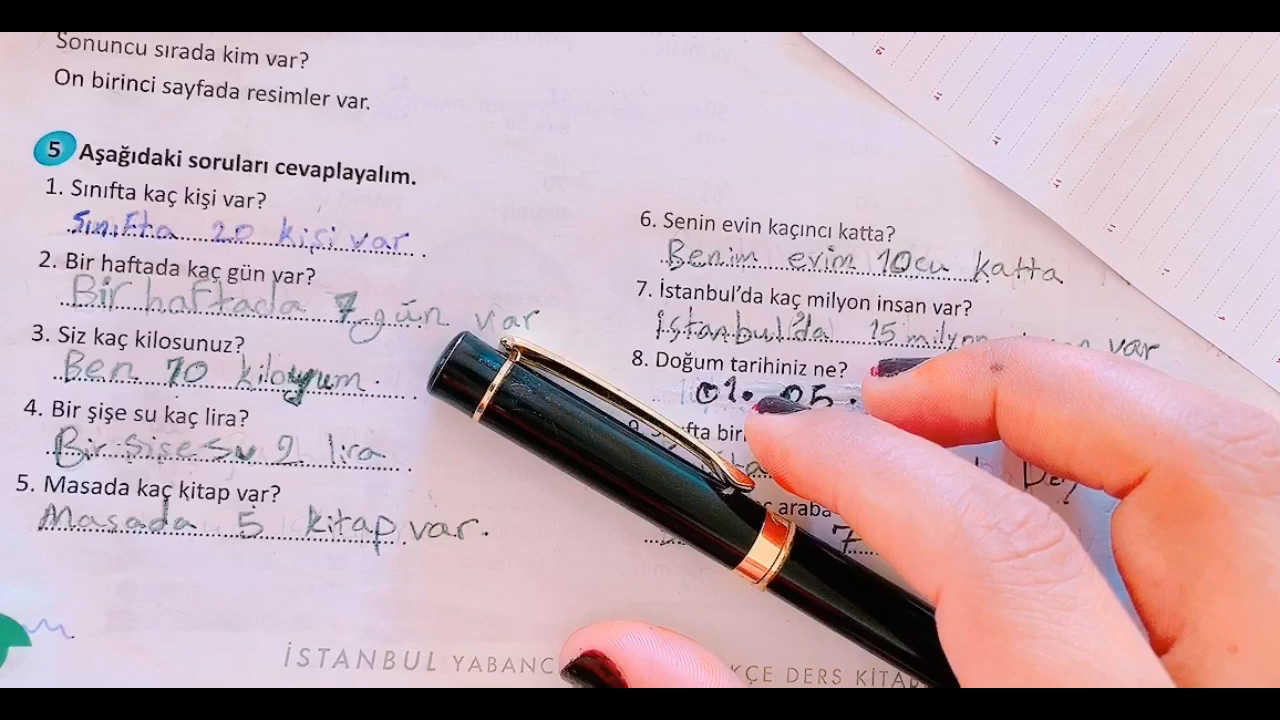 Sonuncu sırada kim var?
On birinci sayfada resimler var.
5 Aşağıdaki soruları cevaplayalım.
1. Sınıfta kaç kişi var?
Sınıfta 20 kişi var
2. Bir haftada kaç gün var?
Bir haftada 7 gün var
3. Siz kaç kilosunuz?
Ben 70 kiloyum.
4. Bir şişe su kaç lira?
Bir şişe su 2 lira
5. Masada kaç kitap var?
Masada 5 kitap var.
6. Senin evin kaçıncı katta?
Benim evim 10cu katta
7. İstanbul'da kaç milyon insan var?
İstanbul'da 15 milyon var
8. Doğum tarihiniz ne?
01. 05.
araba
7
İSTANBUL YABANC KÇE DERS KİTA